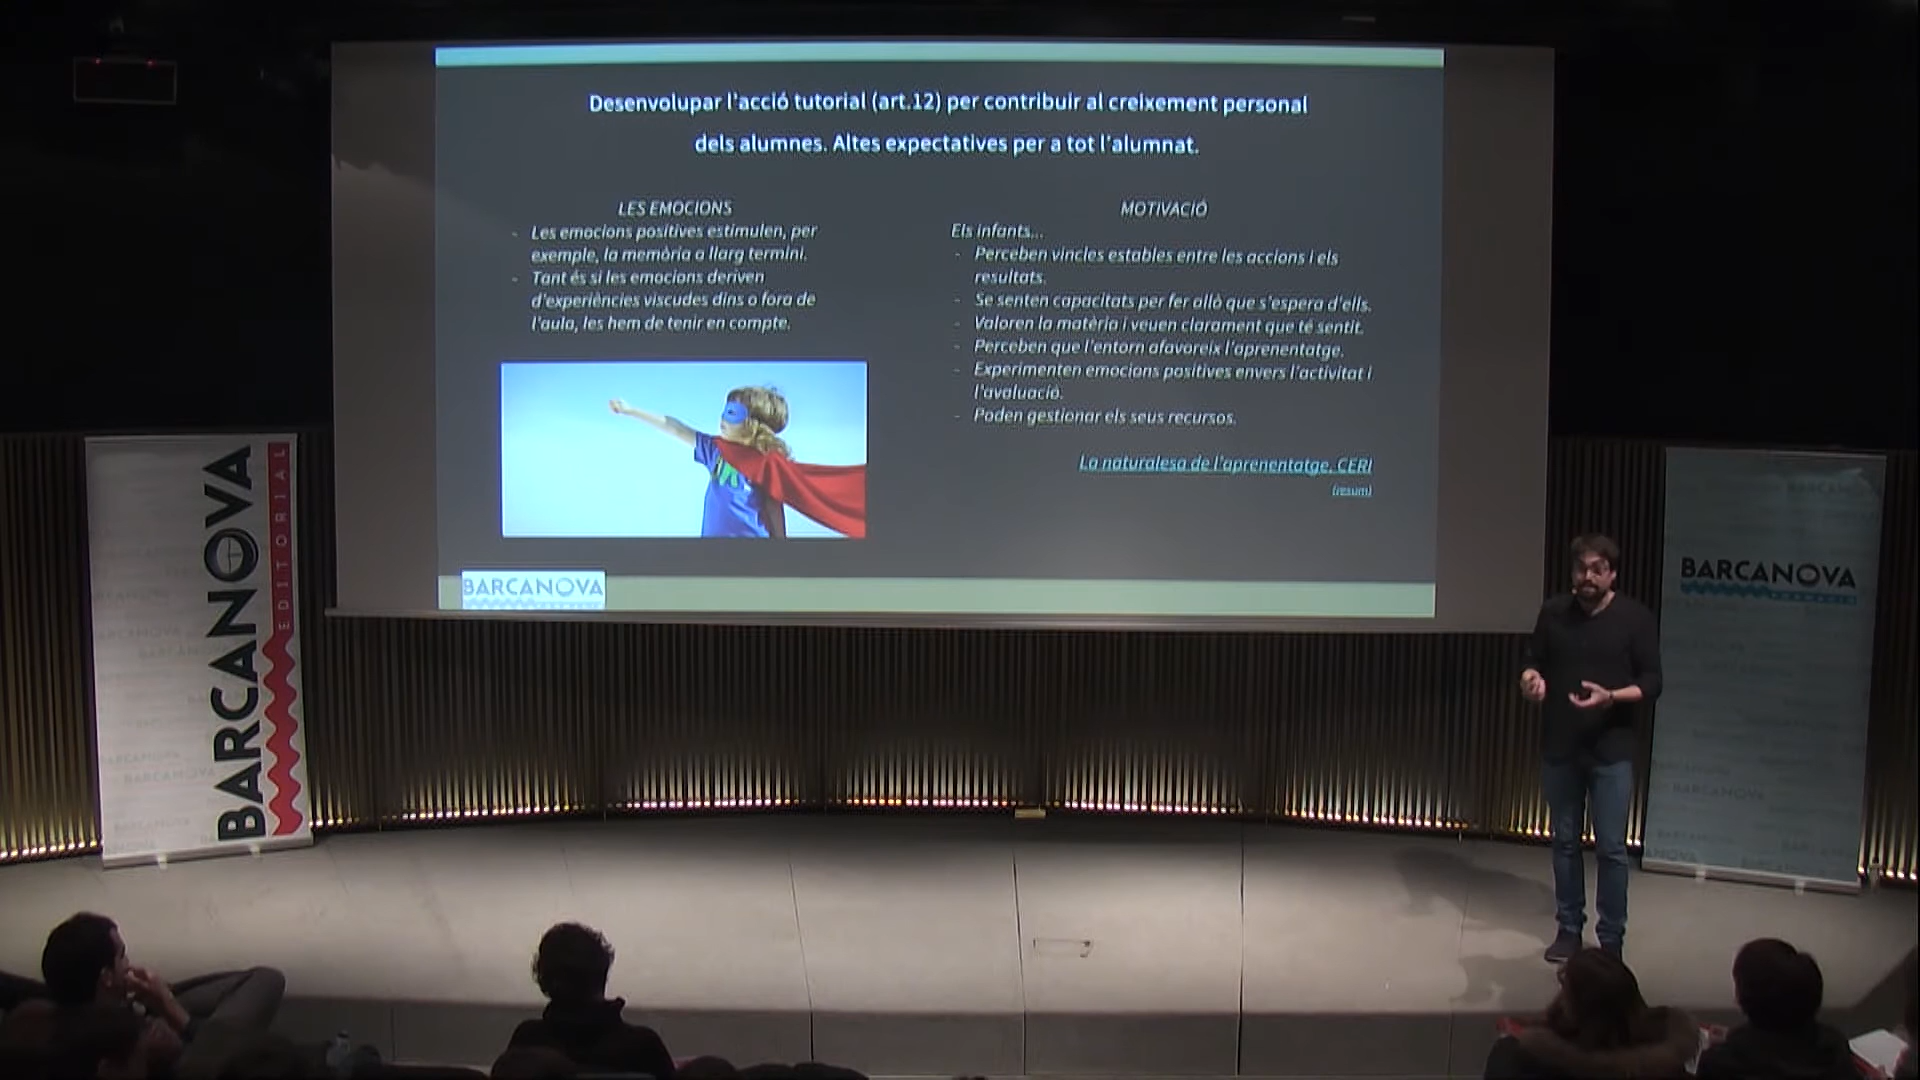 Desenvolupar l'acció tutorial (art.12) per contribuir al creixement personal
dels alumnes. Altes expectatives per a tot l'alumnat.
LES EMOCIONS
- Les emocions positives estimulen, per
exemple, la memòria a llarg termini.
- Tant és si les emocions deriven
d'experiències viscudes dins o fora de
l'aula, les hem de tenir en compte.
MOTIVACIÓ
Els infants...
- Perceben vincles estables entre les accions i els
resultats.
- Se senten capacitats per fer allò que s'espera d'ells.
- Valoren la matèria i veuen clarament que té sentit.
- Perceben que l'entorn afavoreix l'aprenentatge.
- Experimenten emocions positives envers l'activitat i
l'avaluació.
- Poden gestionar els seus recursos.
La naturalesa de l'aprenentatge, CERI
(resum)
BARCANOVA
BARCANOVA
EDITORIAL
BARCANOVA